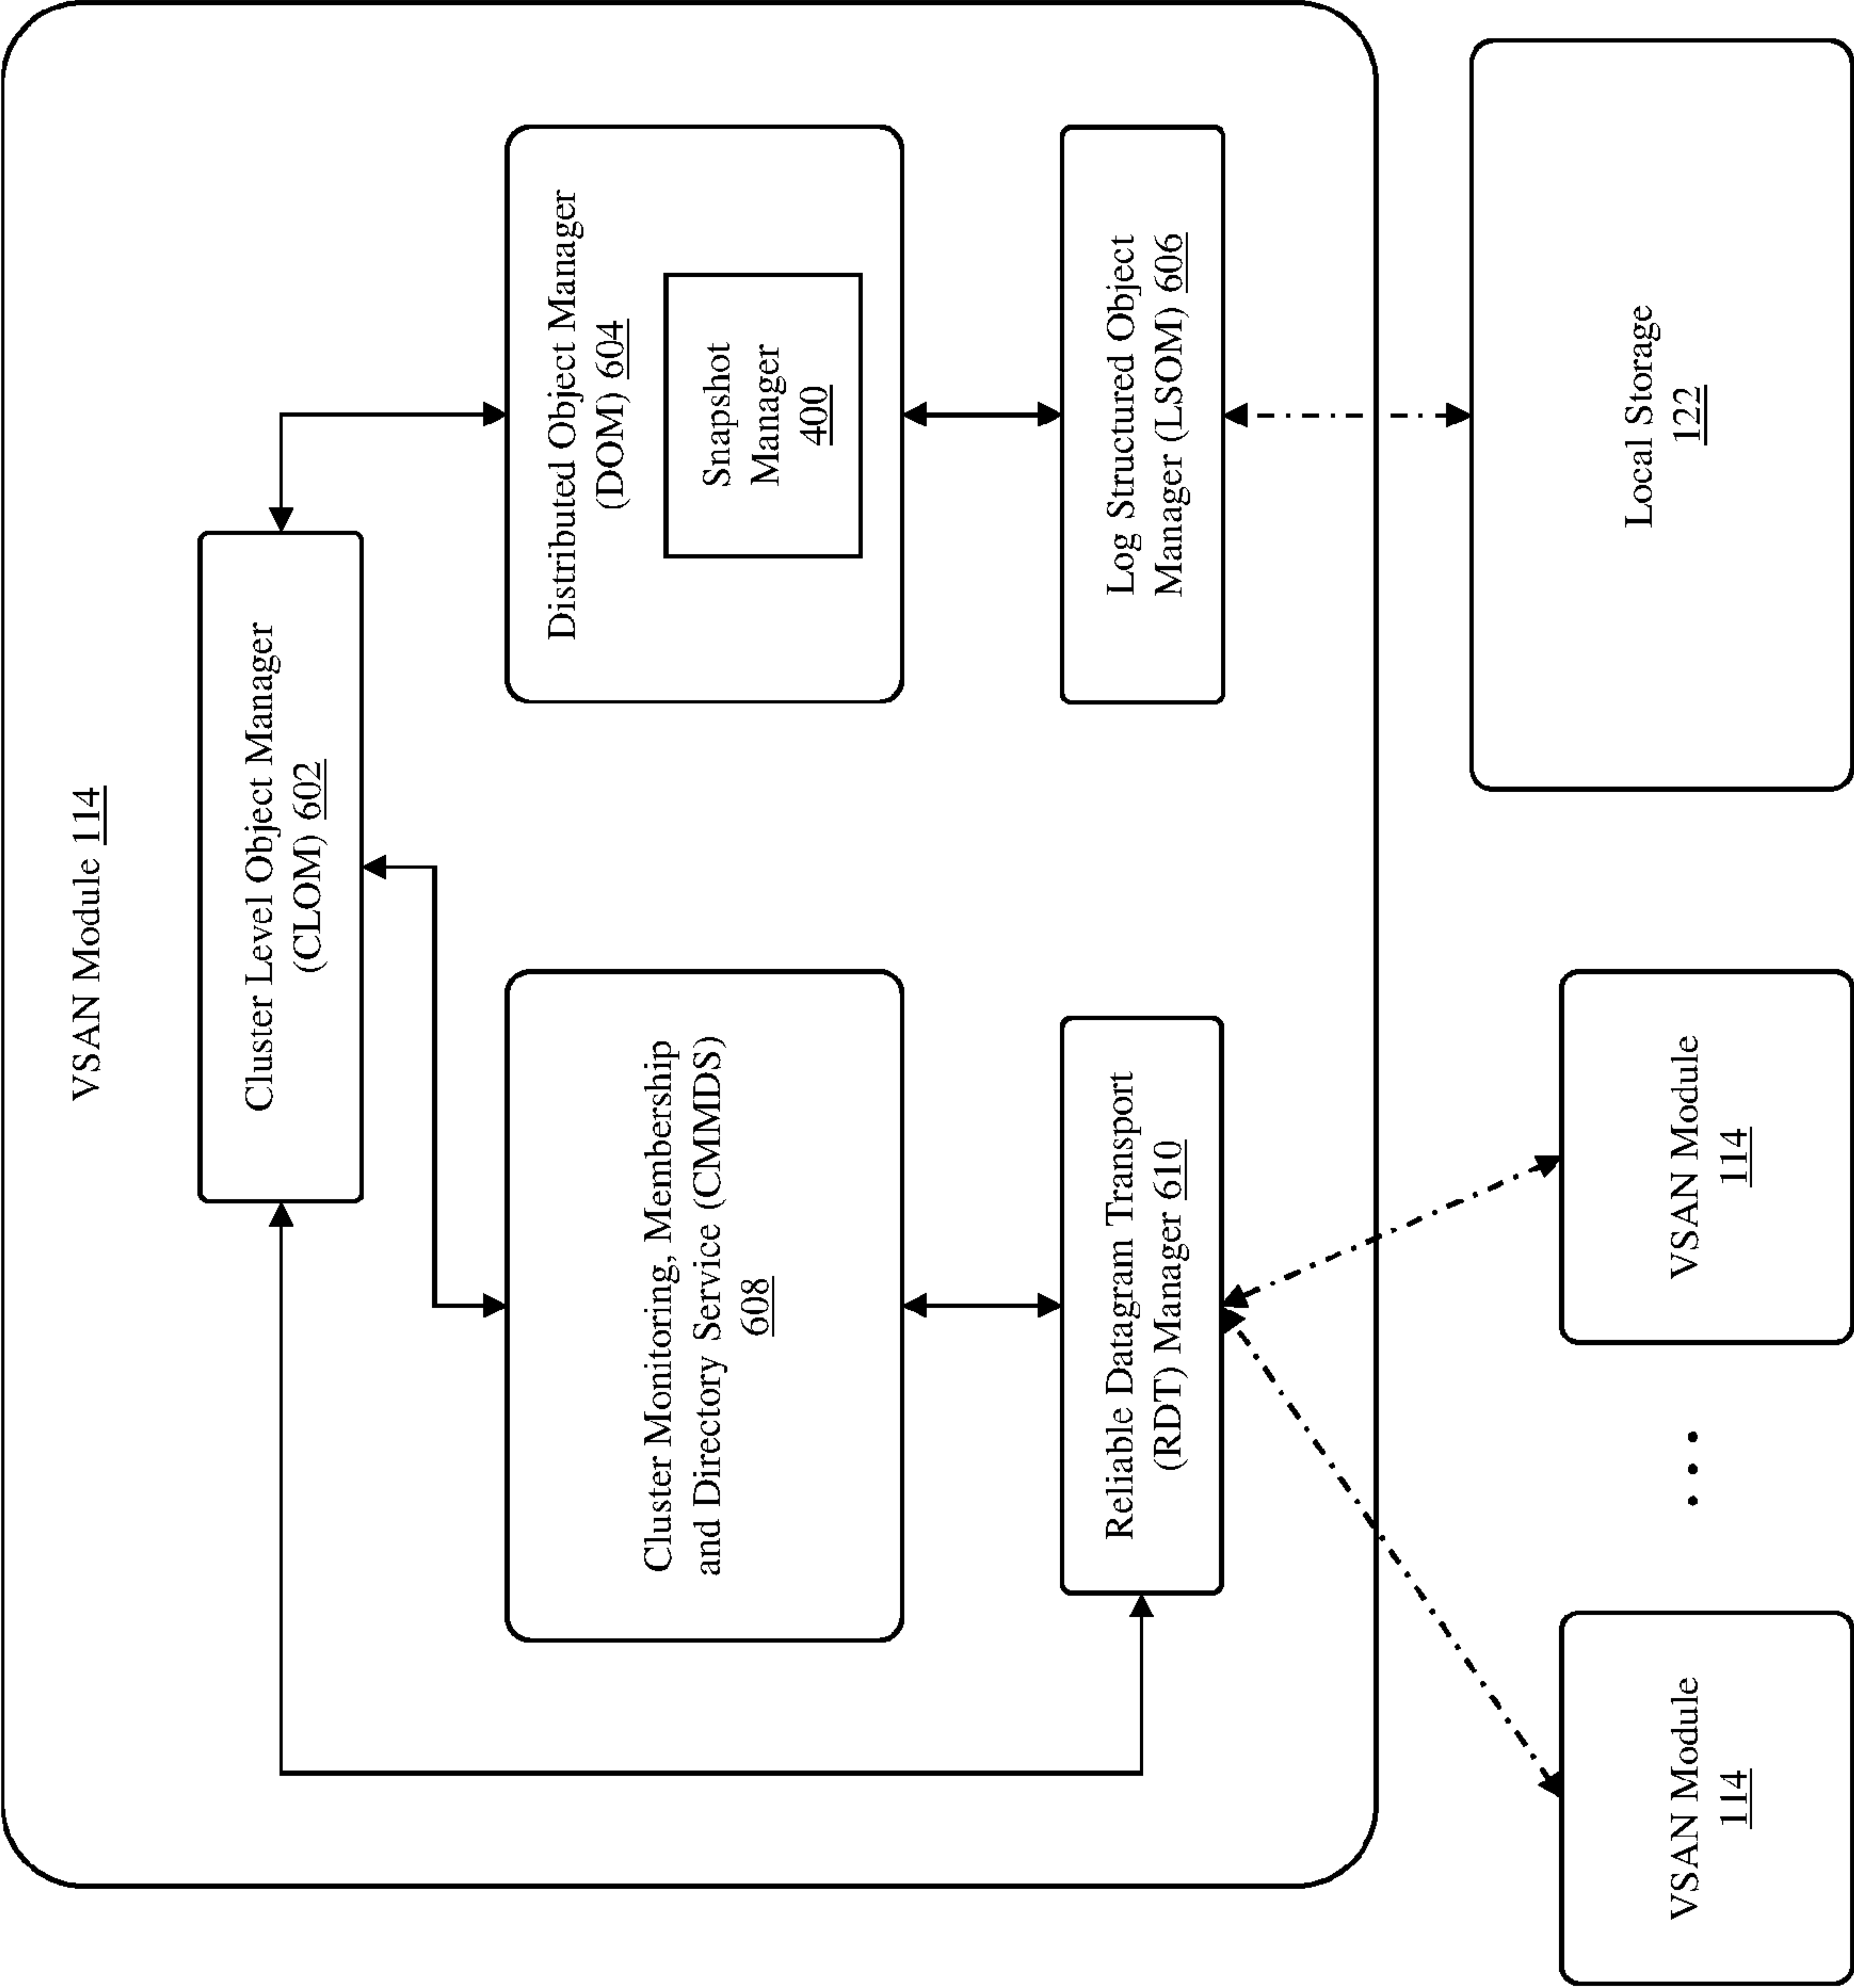 VSAN Module 114
Cluster Level Object Manager
(CLOM) 602
Cluster Monitoring, Membership
and Directory Service (CMMDS)
608
Distributed Object Manager
(DOM) 604
Snapshot
Manager
400
Reliable Datagram Transport
(RDT) Manager 610
Log Structured Object
Manager (LSOM) 606
VSAN Module
114
• • •
VSAN Module
114
Local Storage
122